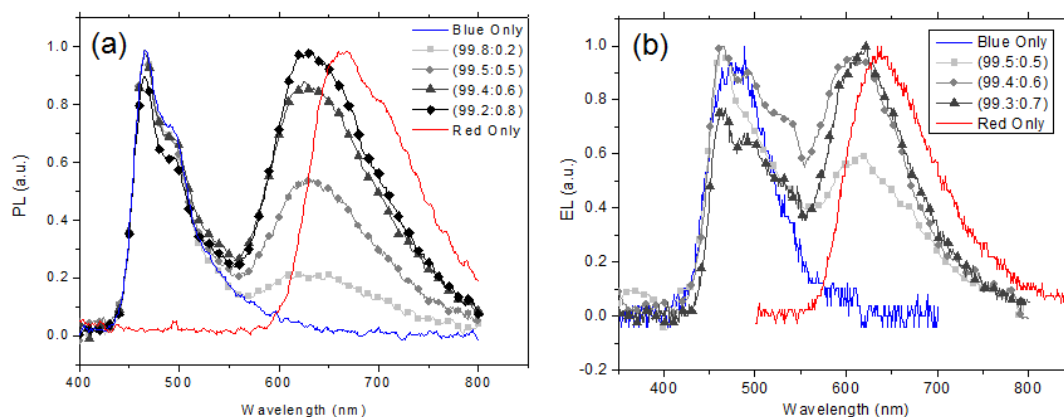 (a)
Blue Only
(99.8:0.2)
(99.5:0.5)
(99.4:0.6)
(99.2:0.8)
Red Only
PL (a.u.)
1.0
0.8
0.6
0.4
0.2
0.0
400 500 600 700 800
Wavelength (nm)
(b)
Blue Only
(99.5:0.5)
(99.4:0.6)
(99.3:0.7)
Red Only
EL (a.u.)
1.0
0.8
0.6
0.4
0.2
0.0
-0.2
400 500 600 700 800
Wavelength (nm)